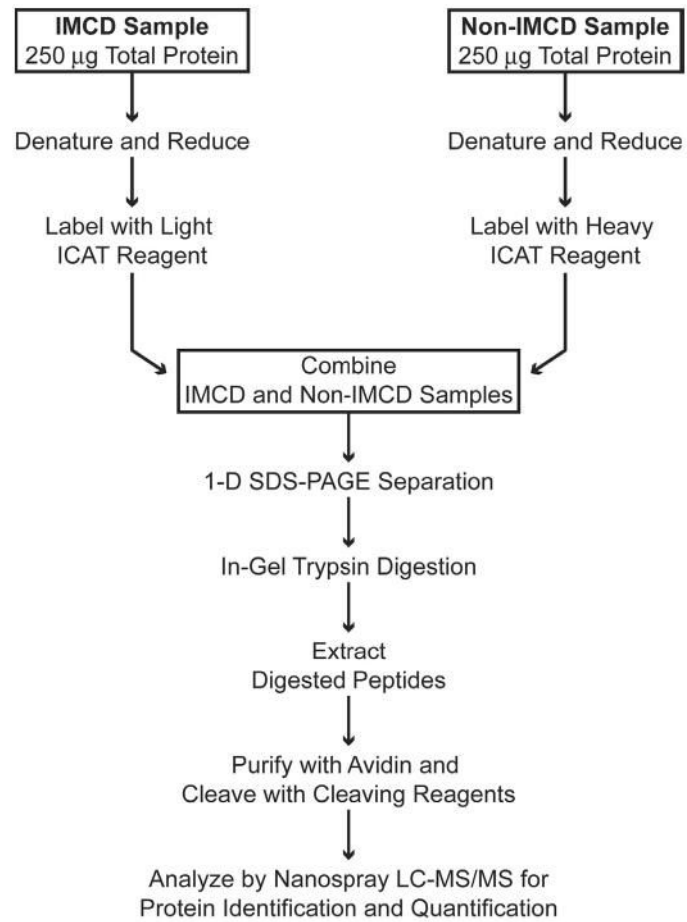 IMCD Sample
250 μg Total Protein
Non-IMCD Sample
250 μg Total Protein
Denature and Reduce
Denature and Reduce
Label with Light
ICAT Reagent
Label with Heavy
ICAT Reagent
Combine
IMCD and Non-IMCD Samples
1-D SDS-PAGE Separation
In-Gel Trypsin Digestion
Extract
Digested Peptides
Purify with Avidin and
Cleave with Cleaving Reagents
Analyze by Nanospray LC-MS/MS for
Protein Identification and Quantification